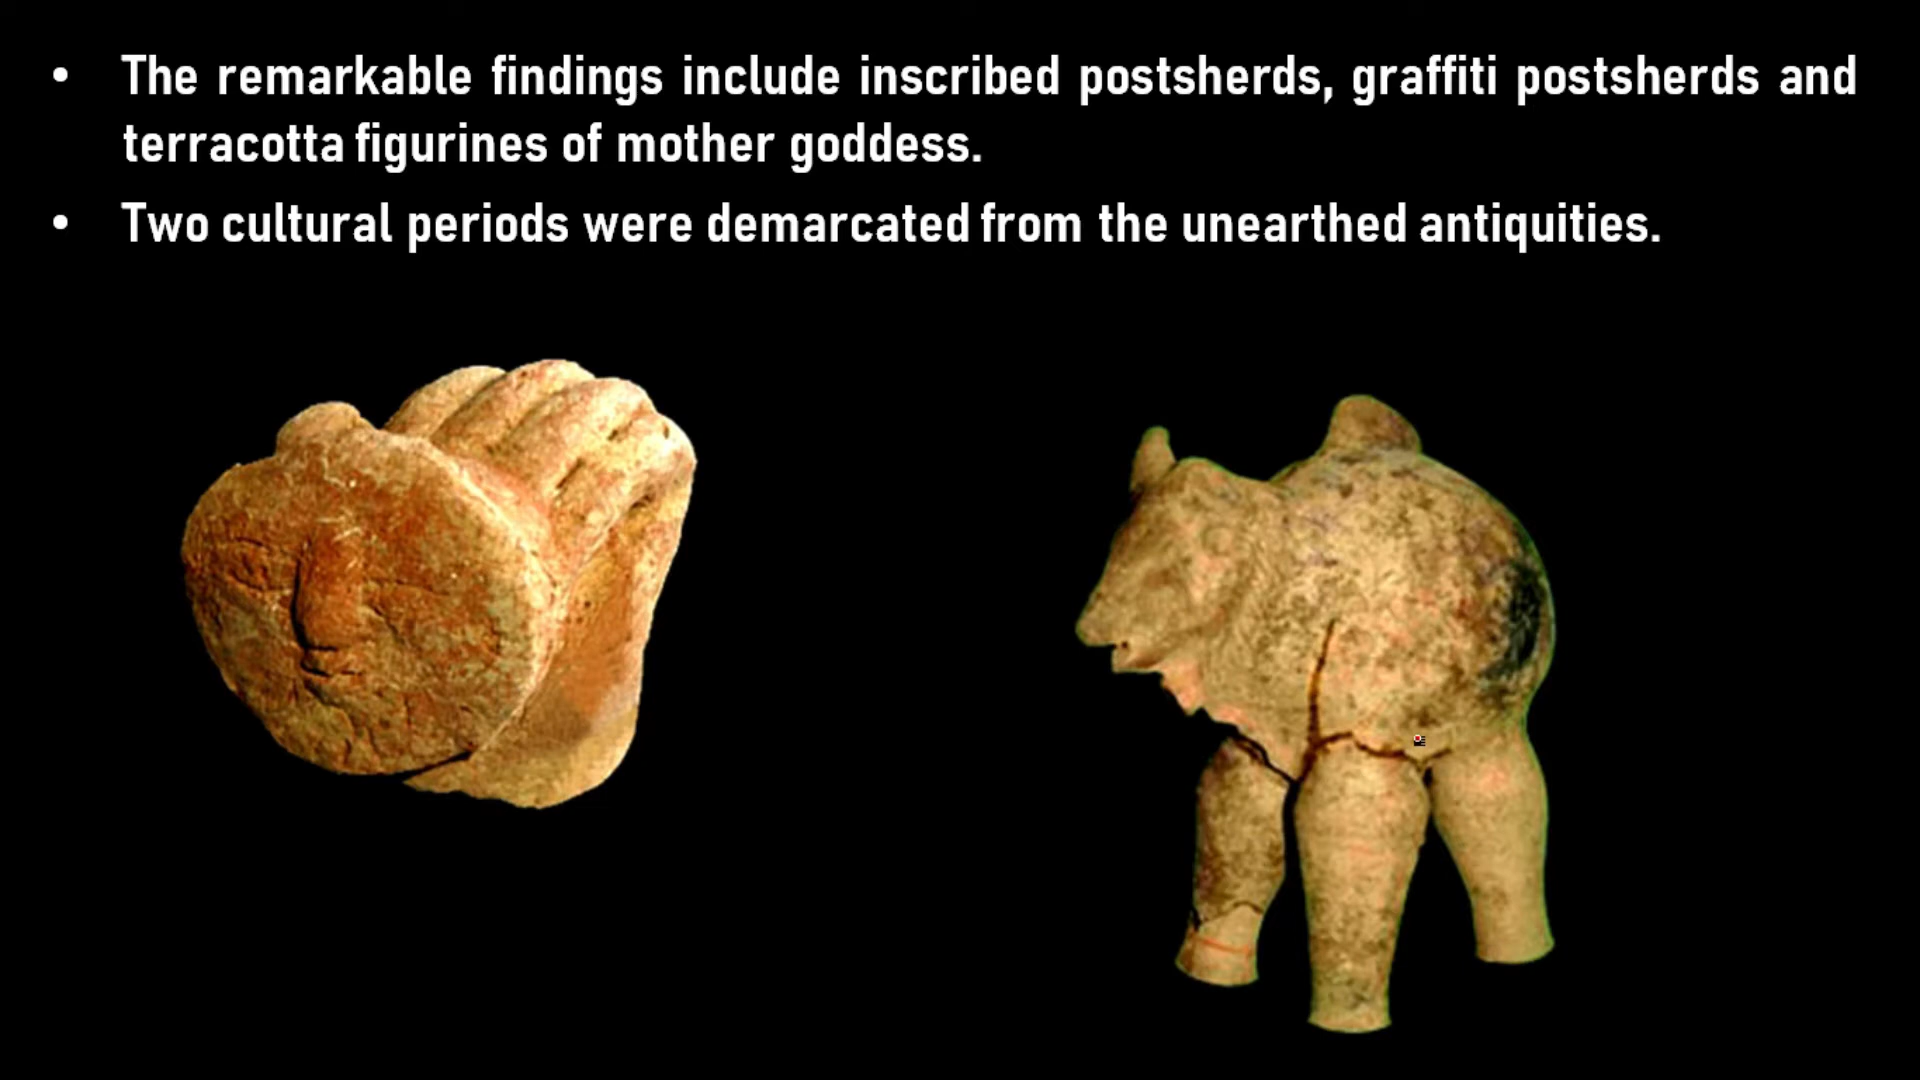 • The remarkable findings include inscribed postsherds, graffiti postsherds and
terracotta figurines of mother goddess.
• Two cultural periods were demarcated from the unearthed antiquities.